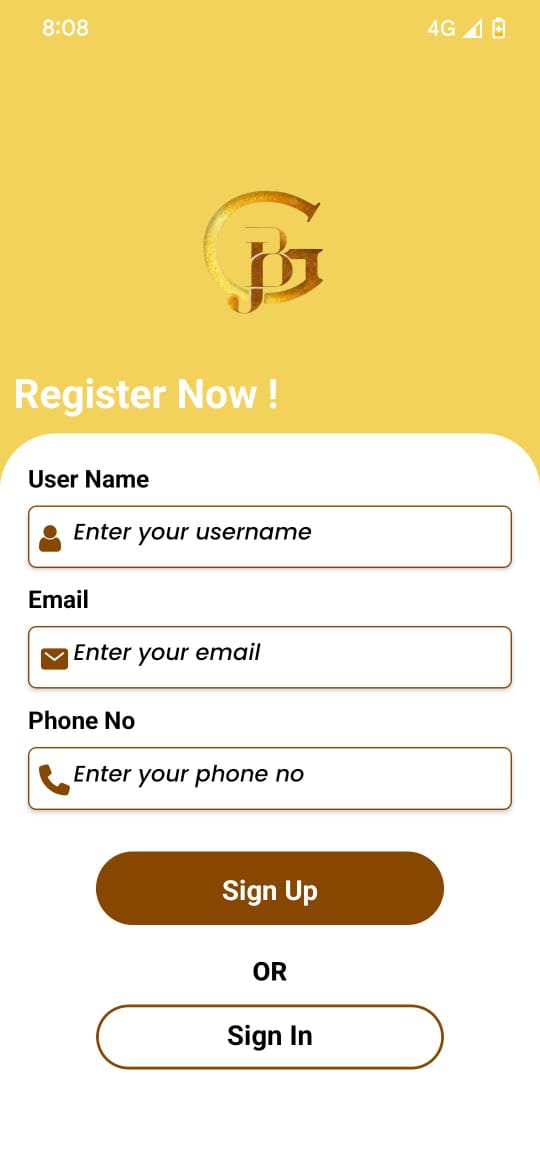 8:08
4G
JBG
Register Now !
User Name
Enter your username
Email
Enter your email
Phone No
Enter your phone no
Sign Up
OR
Sign In